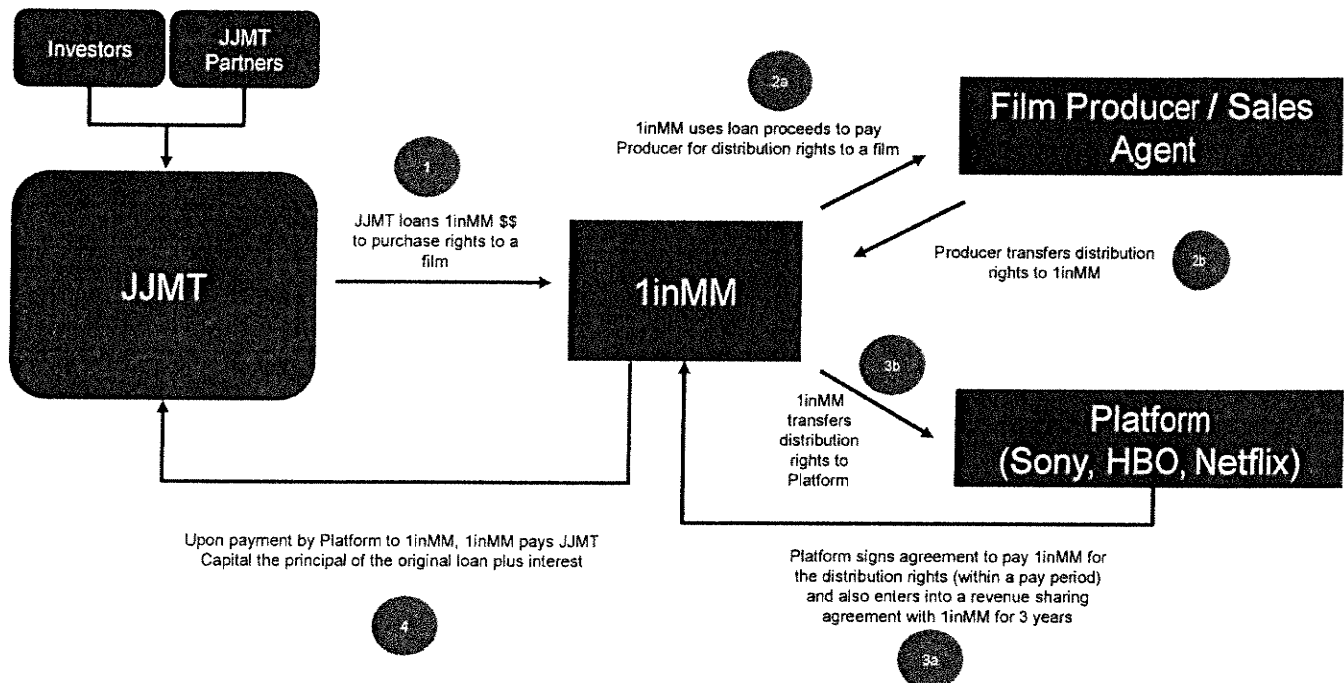 Investors
JJMT
Partners
2a
1inMM uses loan proceeds to pay
Producer for distribution rights to a film
Film Producer / Sales
Agent
1
JJMT loans 1inMM $$
to purchase rights to a
film
JJMT
1inMM
Producer transfers distribution
rights to 1inMM
2b
3b
1inMM
transfers
distribution
rights to
Platform
Platform
(Sony, HBO, Netflix)
Upon payment by Platform to 1inMM, 1inMM pays JJMT
Capital the principal of the original loan plus interest
4
Platform signs agreement to pay 1inMM for
the distribution rights (within a pay period)
and also enters into a revenue sharing
agreement with 1inMM for 3 years
3a